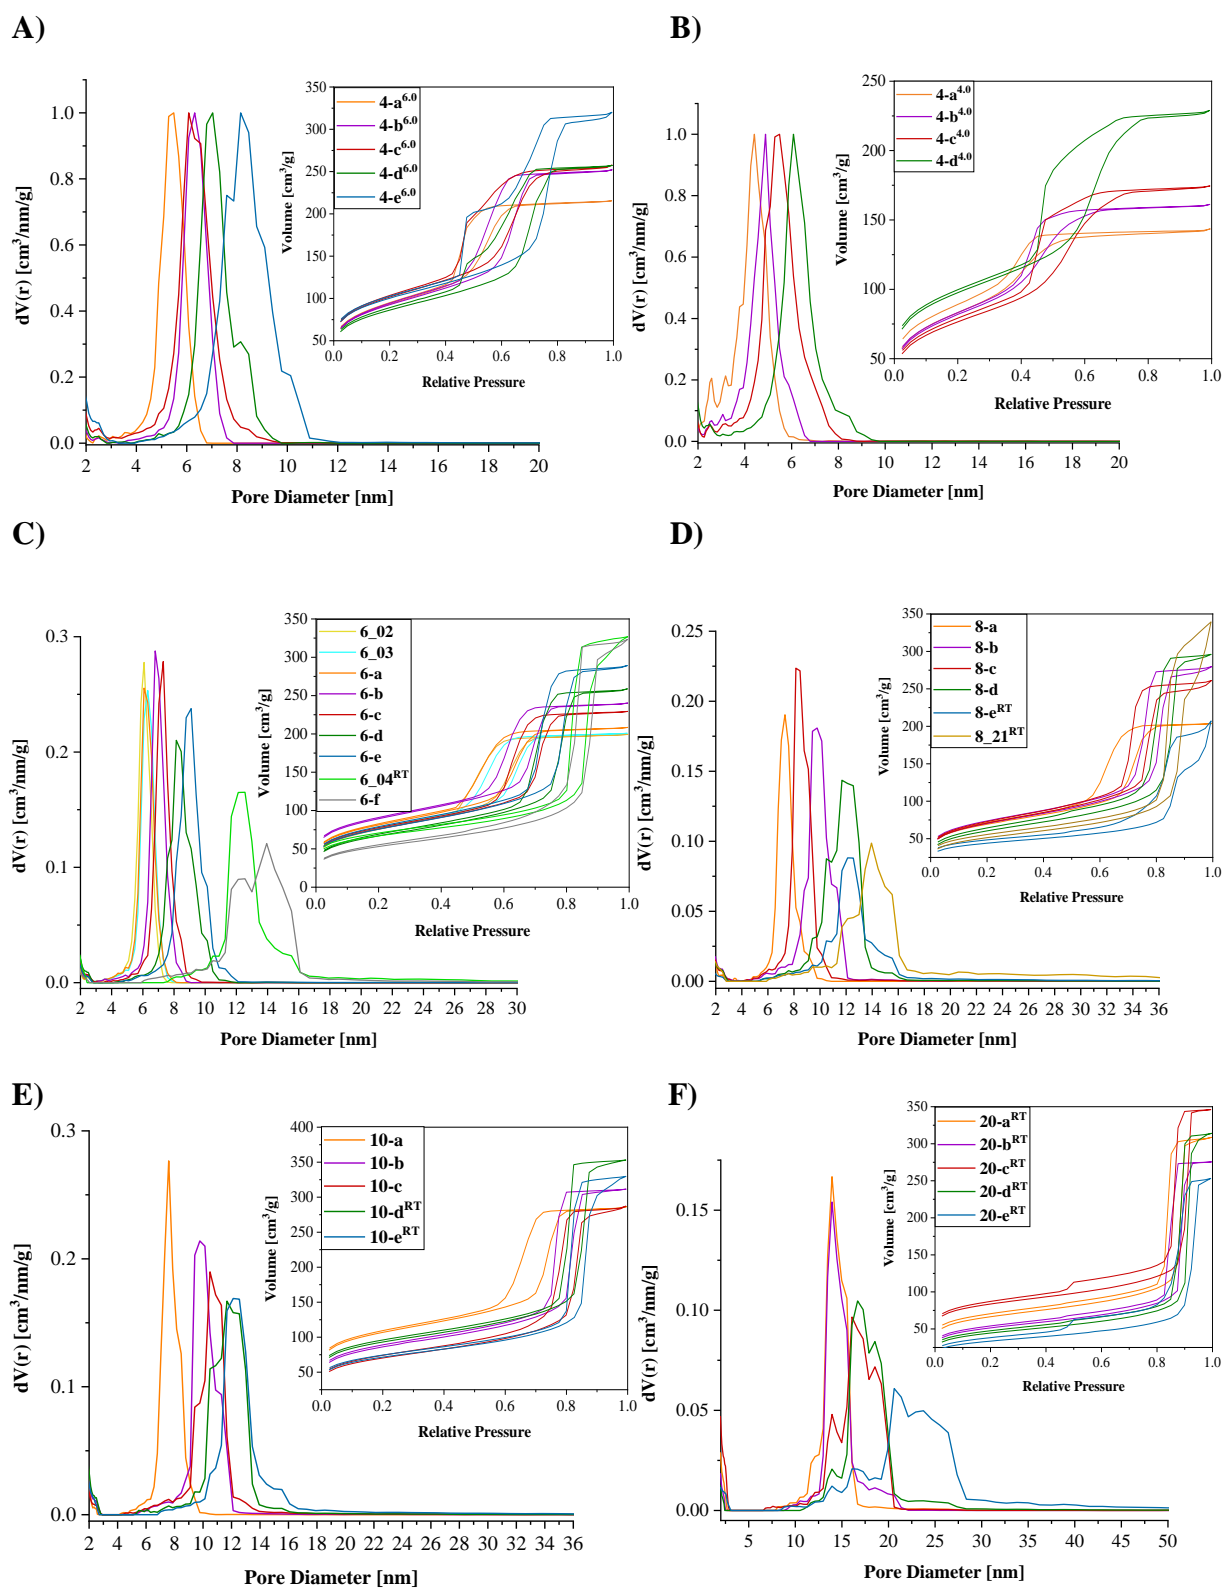 A)
B)
dV(r) [cm³/nm/g]
1.0
0.8
0.6
0.4
0.2
0.0
2 4 6 8 10 12 14 16 18 20
Pore Diameter [nm]
Volume [cm³/g]
350
300
250
200
150
100
50
0.0 0.2 0.4 0.6 0.8 1.0
Relative Pressure
4-a⁶·⁰
4-b⁶·⁰
4-c⁶·⁰
4-d⁶·⁰
4-e⁶·⁰
dV(r) [cm³/nm/g]
1.0
0.8
0.6
0.4
0.2
0.0
2 4 6 8 10 12 14 16 18 20
Pore Diameter [nm]
Volume [cm³/g]
250
200
150
100
50
0.0 0.2 0.4 0.6 0.8 1.0
Relative Pressure
4-a⁴·⁰
4-b⁴·⁰
4-c⁴·⁰
4-d⁴·⁰
C)
D)
dV(r) [cm³/nm/g]
0.3
0.2
0.1
0.0
2 4 6 8 10 12 14 16 18 20 22 24 26 28 30
Pore Diameter [nm]
Volume [cm³/g]
350
300
250
200
150
100
50
0
0.0 0.2 0.4 0.6 0.8 1.0
Relative Pressure
6_02
6_03
6-a
6-b
6-c
6-d
6-e
6_04ᴿᵀ
6-f
dV(r) [cm³/nm/g]
0.25
0.20
0.15
0.10
0.05
0.00
2 4 6 8 10 12 14 16 18 20 22 24 26 28 30 32 34 36
Pore Diameter [nm]
Volume [cm³/g]
350
300
250
200
150
100
50
0.0 0.2 0.4 0.6 0.8 1.0
Relative Pressure
8-a
8-b
8-c
8-d
8-eᴿᵀ
8_21ᴿᵀ
E)
F)
dV(r) [cm³/nm/g]
0.3
0.2
0.1
0.0
2 4 6 8 10 12 14 16 18 20 22 24 26 28 30 32 34 36
Pore Diameter [nm]
Volume [cm³/g]
400
350
300
250
200
150
100
50
0.0 0.2 0.4 0.6 0.8 1.0
Relative Pressure
10-a
10-b
10-c
10-dᴿᵀ
10-eᴿᵀ
dV(r) [cm³/nm/g]
0.15
0.10
0.05
0.00
5 10 15 20 25 30 35 40 45 50
Pore Diameter [nm]
Volume [cm³/g]
350
300
250
200
150
100
50
25
0.0 0.2 0.4 0.6 0.8 1.0
Relative Pressure
20-aᴿᵀ
20-bᴿᵀ
20-cᴿᵀ
20-dᴿᵀ
20-eᴿᵀ